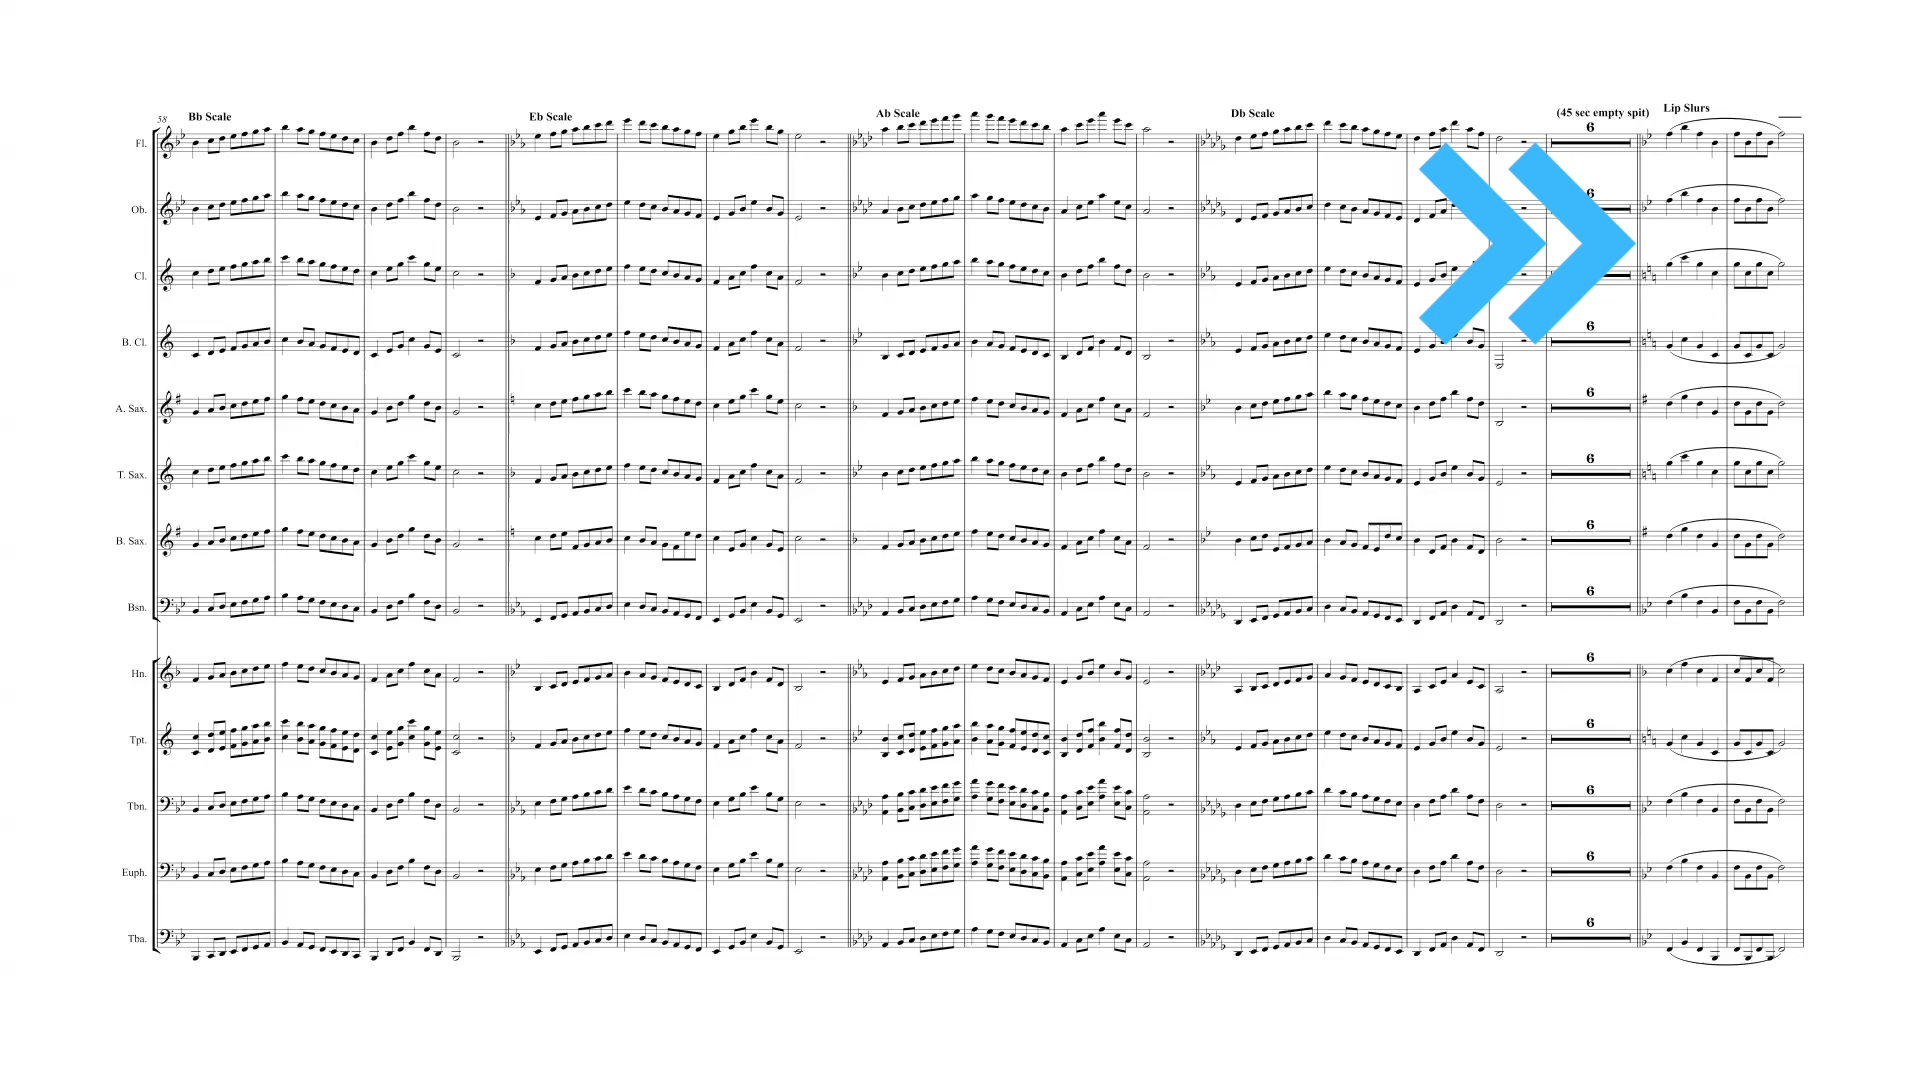 58 Bb Scale Eb Scale Ab Scale Db Scale (45 sec empty spit) Lip Slurs
Fl. 6
Ob. 6
Cl.
B. Cl. 6
A. Sax. 6
T. Sax. 6
B. Sax. 6
Bsn. 6
Hn. 6
Tpt. 6
Tbn. 6
Euph. 6
Tba. 6